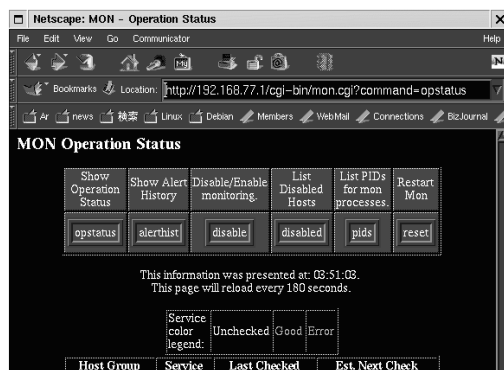 Netscape: MON - Operation Status
File Edit View Go Communicator Help
My
N
Bookmarks Location: http://192.168.77.1/cgi-bin/mon.cgi?command=opstatus
Ar news 検索 Linux Debian Members WebMail Connections BizJournal
MON Operation Status
Show Operation Status
Show Alert History
Disable/Enable monitoring.
List Disabled Hosts
List PIDs for mon processes.
Restart Mon
opstatus alerthist disable disabled pids reset
This information was presented at: 03:51:03.
This page will reload every 180 seconds.
Service color legend:
Unchecked Good Error
Host Group Service Last Checked Est. Next Check